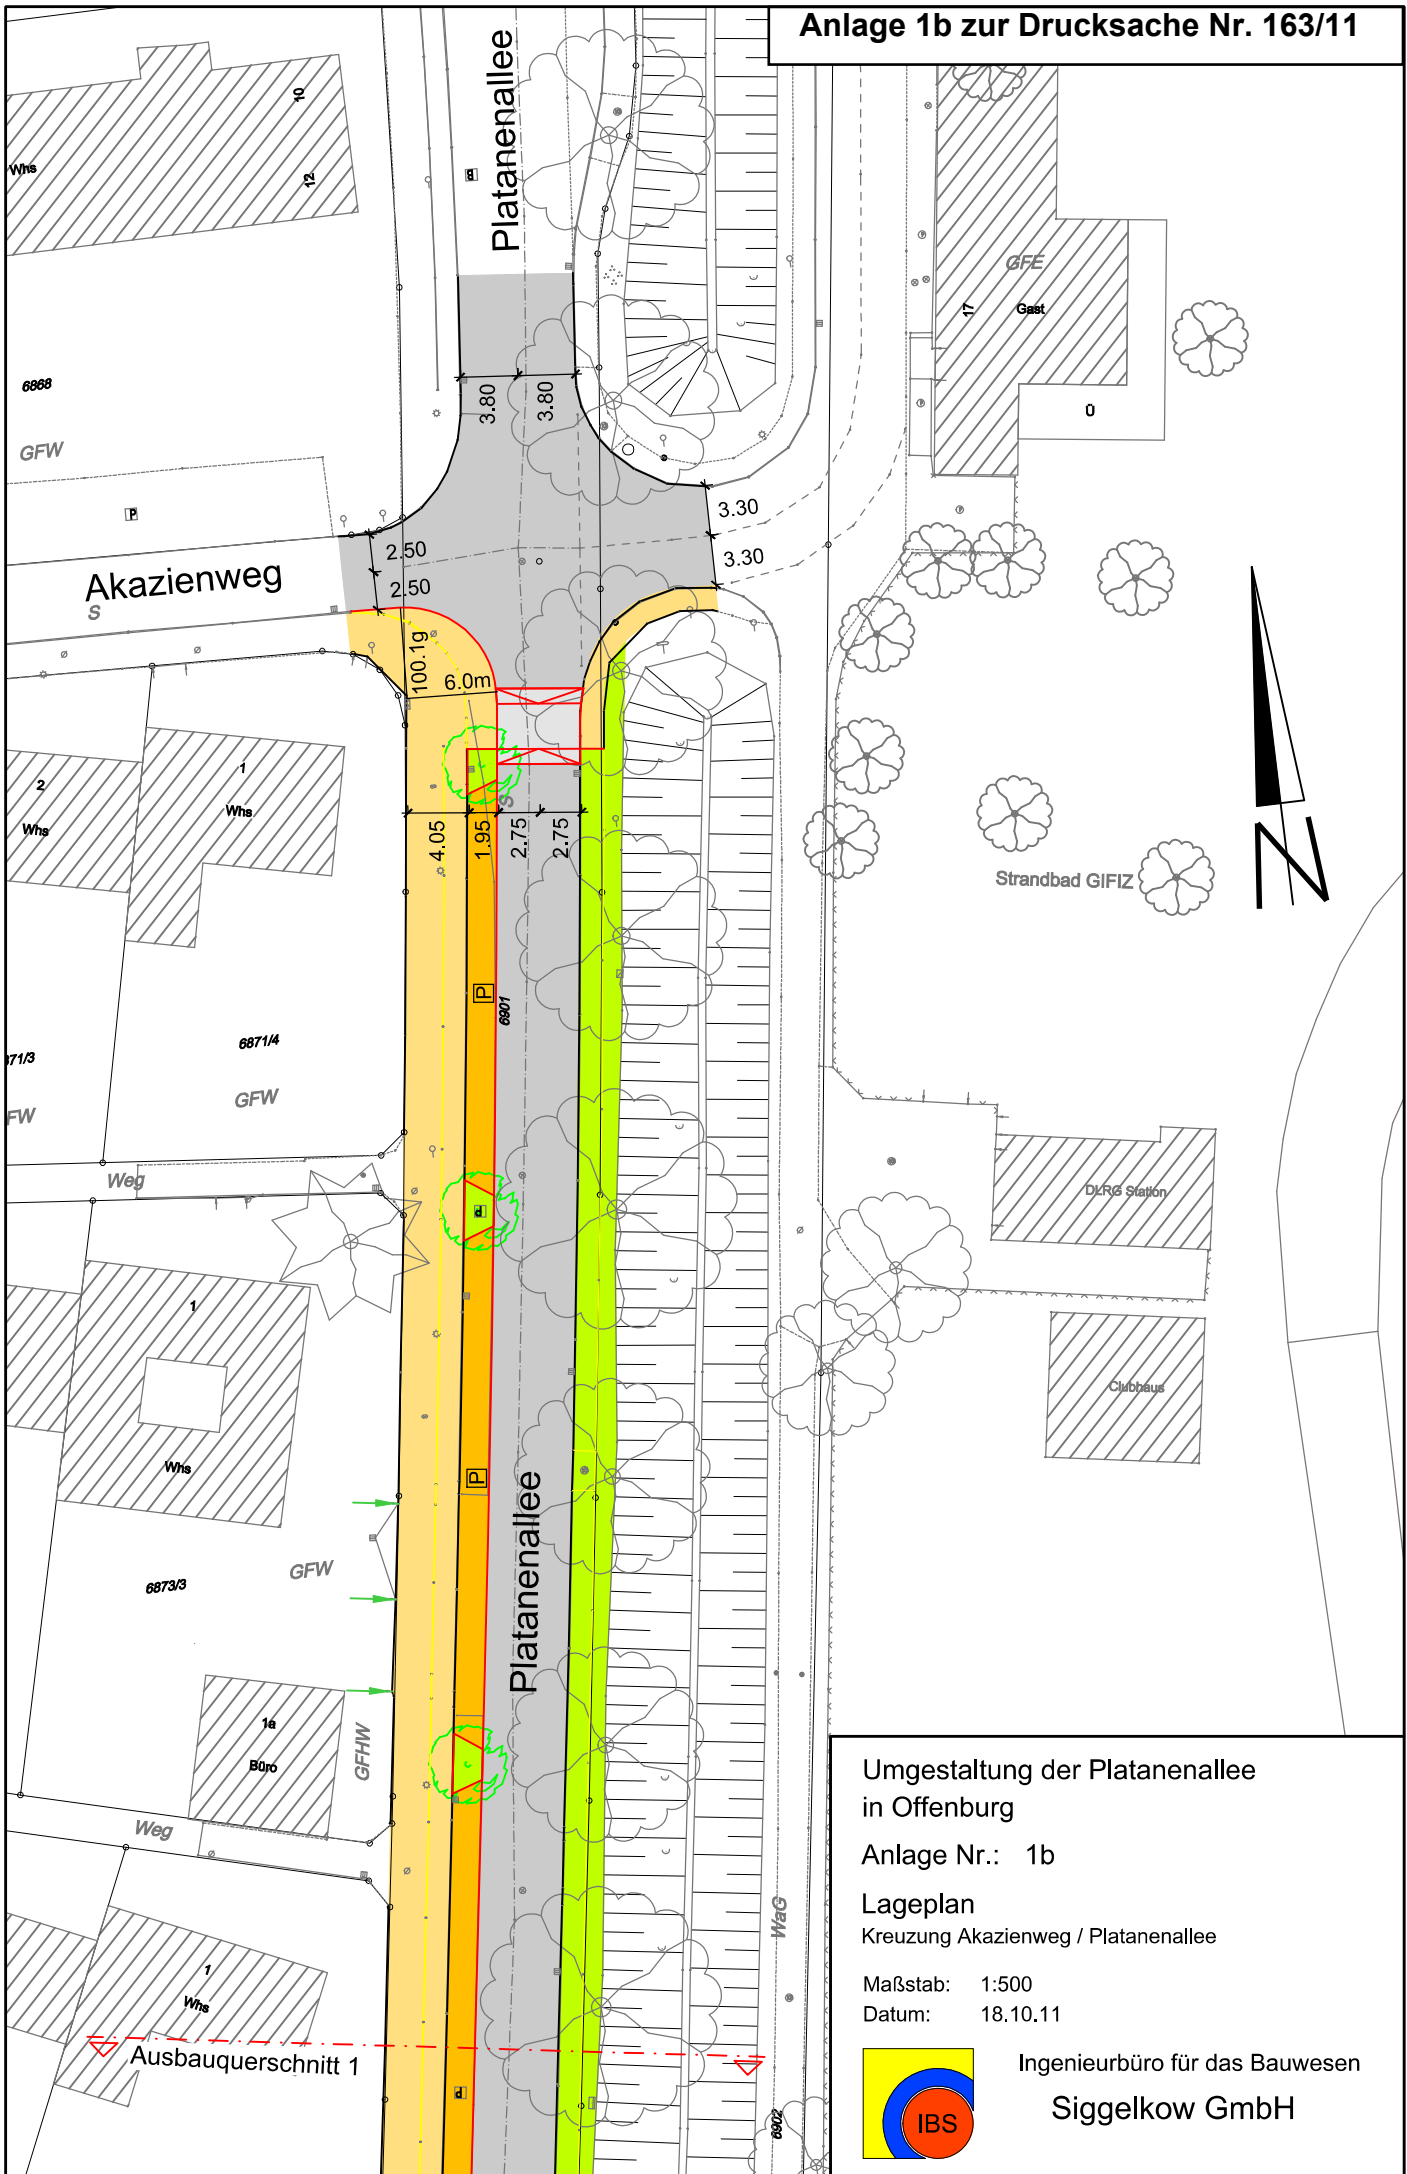 Anlage 1b zur Drucksache Nr. 163/11
Platanenallee
10
12
Whs
GFE
17
Gast
Ü
6868
GFW
3.80
3.80
P
3.30
3.30
2.50
2.50
Akazienweg
S
100.1g
6.0m
2
Whs
1
Whs
S
4.05
1.95
2.75
2.75
Strandbad GIFIZ
N
P
6901
6871/4
GFW
371/3
FW
Weg
DLRG Station
1
Clubhaus
Whs
P
Platanenallee
GFW
6873/3
1a
Büro
GFHW
Weg
WaG
1
Whs
Ausbauquerschnitt 1
6902
Umgestaltung der Platanenallee
in Offenburg
Anlage Nr.: 1b
Lageplan
Kreuzung Akazienweg / Platanenallee
Maßstab: 1:500
Datum: 18.10.11
Ingenieurbüro für das Bauwesen
Siggelkow GmbH
IBS